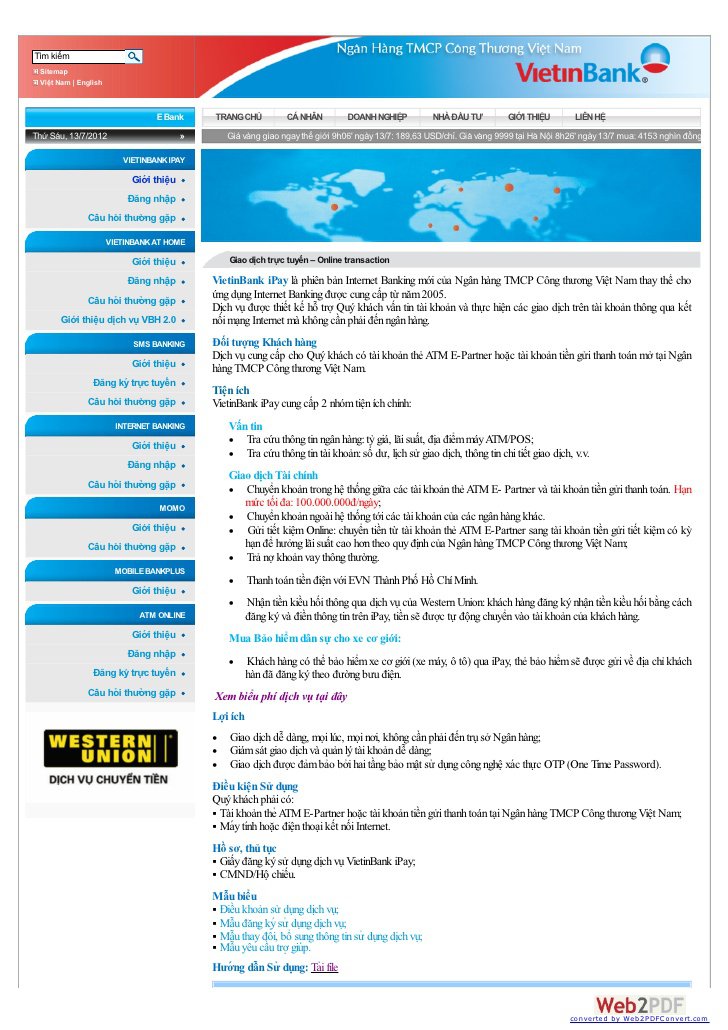 Tìm kiếm
Sitemap
Việt Nam | English
Ngân Hàng TMCP Công Thương Việt Nam
VIETINBANK
E Bank
TRANG CHỦ CÁ NHÂN DOANH NGHIỆP NHÀ ĐẦU TƯ GIỚI THIỆU LIÊN HỆ
Thứ Sáu, 13/7/2012 »
Giá vàng giao ngay thế giới 9h06' ngày 13/7: 189,63 USD/chỉ. Giá vàng 9999 tại Hà Nội 8h26' ngày 13/7 mua: 4153 nghìn đồng
VIETINBANK IPAY
Giới thiệu
Đăng nhập
Câu hỏi thường gặp
VIETINBANK AT HOME
Giới thiệu
Đăng nhập
Câu hỏi thường gặp
Giới thiệu dịch vụ VBH 2.0
SMS BANKING
Giới thiệu
Đăng ký trực tuyến
Câu hỏi thường gặp
INTERNET BANKING
Giới thiệu
Đăng nhập
Câu hỏi thường gặp
MOMO
Giới thiệu
Câu hỏi thường gặp
MOBILE BANKPLUS
Giới thiệu
ATM ONLINE
Giới thiệu
Đăng nhập
Đăng ký trực tuyến
Câu hỏi thường gặp
WESTERN UNION
DỊCH VỤ CHUYỂN TIỀN
Giao dịch trực tuyến – Online transaction
VietinBank iPay là phiên bản Internet Banking mới của Ngân hàng TMCP Công thương Việt Nam thay thế cho
ứng dụng Internet Banking được cung cấp từ năm 2005.
Dịch vụ được thiết kế hỗ trợ Quý khách vấn tin tài khoản và thực hiện các giao dịch trên tài khoản thông qua kết
nối mạng Internet mà không cần phải đến ngân hàng.
Đối tượng Khách hàng
Dịch vụ cung cấp cho Quý khách có tài khoản thẻ ATM E-Partner hoặc tài khoản tiền gửi thanh toán mở tại Ngân
hàng TMCP Công thương Việt Nam.
Tiện ích
VietinBank iPay cung cấp 2 nhóm tiện ích chính:
Vấn tin
• Tra cứu thông tin ngân hàng: tỷ giá, lãi suất, địa điểm máy ATM/POS;
• Tra cứu thông tin tài khoản: số dư, lịch sử giao dịch, thông tin chi tiết giao dịch, v.v.
Giao dịch Tài chính
• Chuyển khoản trong hệ thống giữa các tài khoản thẻ ATM E- Partner và tài khoản tiền gửi thanh toán. Hạn
mức tối đa: 100.000.000đ/ngày;
• Chuyển khoản ngoài hệ thống tới các tài khoản của các ngân hàng khác.
• Gửi tiết kiệm Online: chuyển tiền từ tài khoản thẻ ATM E-Partner sang tài khoản tiền gửi tiết kiệm có kỳ
hạn để hưởng lãi suất cao hơn theo quy định của Ngân hàng TMCP Công thương Việt Nam;
• Trả nợ khoản vay thông thường.
• Thanh toán tiền điện với EVN Thành Phố Hồ Chí Minh.
• Nhận tiền kiều hối thông qua dịch vụ của Western Union: khách hàng đăng ký nhận tiền kiều hối bằng cách
đăng ký và điền thông tin trên iPay, tiền sẽ được tự động chuyển vào tài khoản của khách hàng.
Mua Bảo hiểm dân sự cho xe cơ giới:
• Khách hàng có thể bảo hiểm xe cơ giới (xe máy, ô tô) qua iPay, thẻ bảo hiểm sẽ được gửi về địa chỉ khách
hàn đã đăng ký theo đường bưu điện.
Xem biểu phí dịch vụ tại đây
Lợi ích
• Giao dịch dễ dàng, mọi lúc, mọi nơi, không cần phải đến trụ sở Ngân hàng;
• Giám sát giao dịch và quản lý tài khoản dễ dàng;
• Giao dịch được đảm bảo bởi hai tầng bảo mật sử dụng công nghệ xác thực OTP (One Time Password).
Điều kiện Sử dụng
Quý khách phải có:
▪ Tài khoản thẻ ATM E-Partner hoặc tài khoản tiền gửi thanh toán tại Ngân hàng TMCP Công thương Việt Nam;
▪ Máy tính hoặc điện thoại kết nối Internet.
Hồ sơ, thủ tục
▪ Giấy đăng ký sử dụng dịch vụ VietinBank iPay;
▪ CMND/Hộ chiếu.
Mẫu biểu
▪ Điều khoản sử dụng dịch vụ;
▪ Mẫu đăng ký sử dụng dịch vụ;
▪ Mẫu thay đổi, bổ sung thông tin sử dụng dịch vụ;
▪ Mẫu yêu cầu trợ giúp.
Hướng dẫn Sử dụng: Tải file
Web2PDF
converted by Web2PDFConvert.com